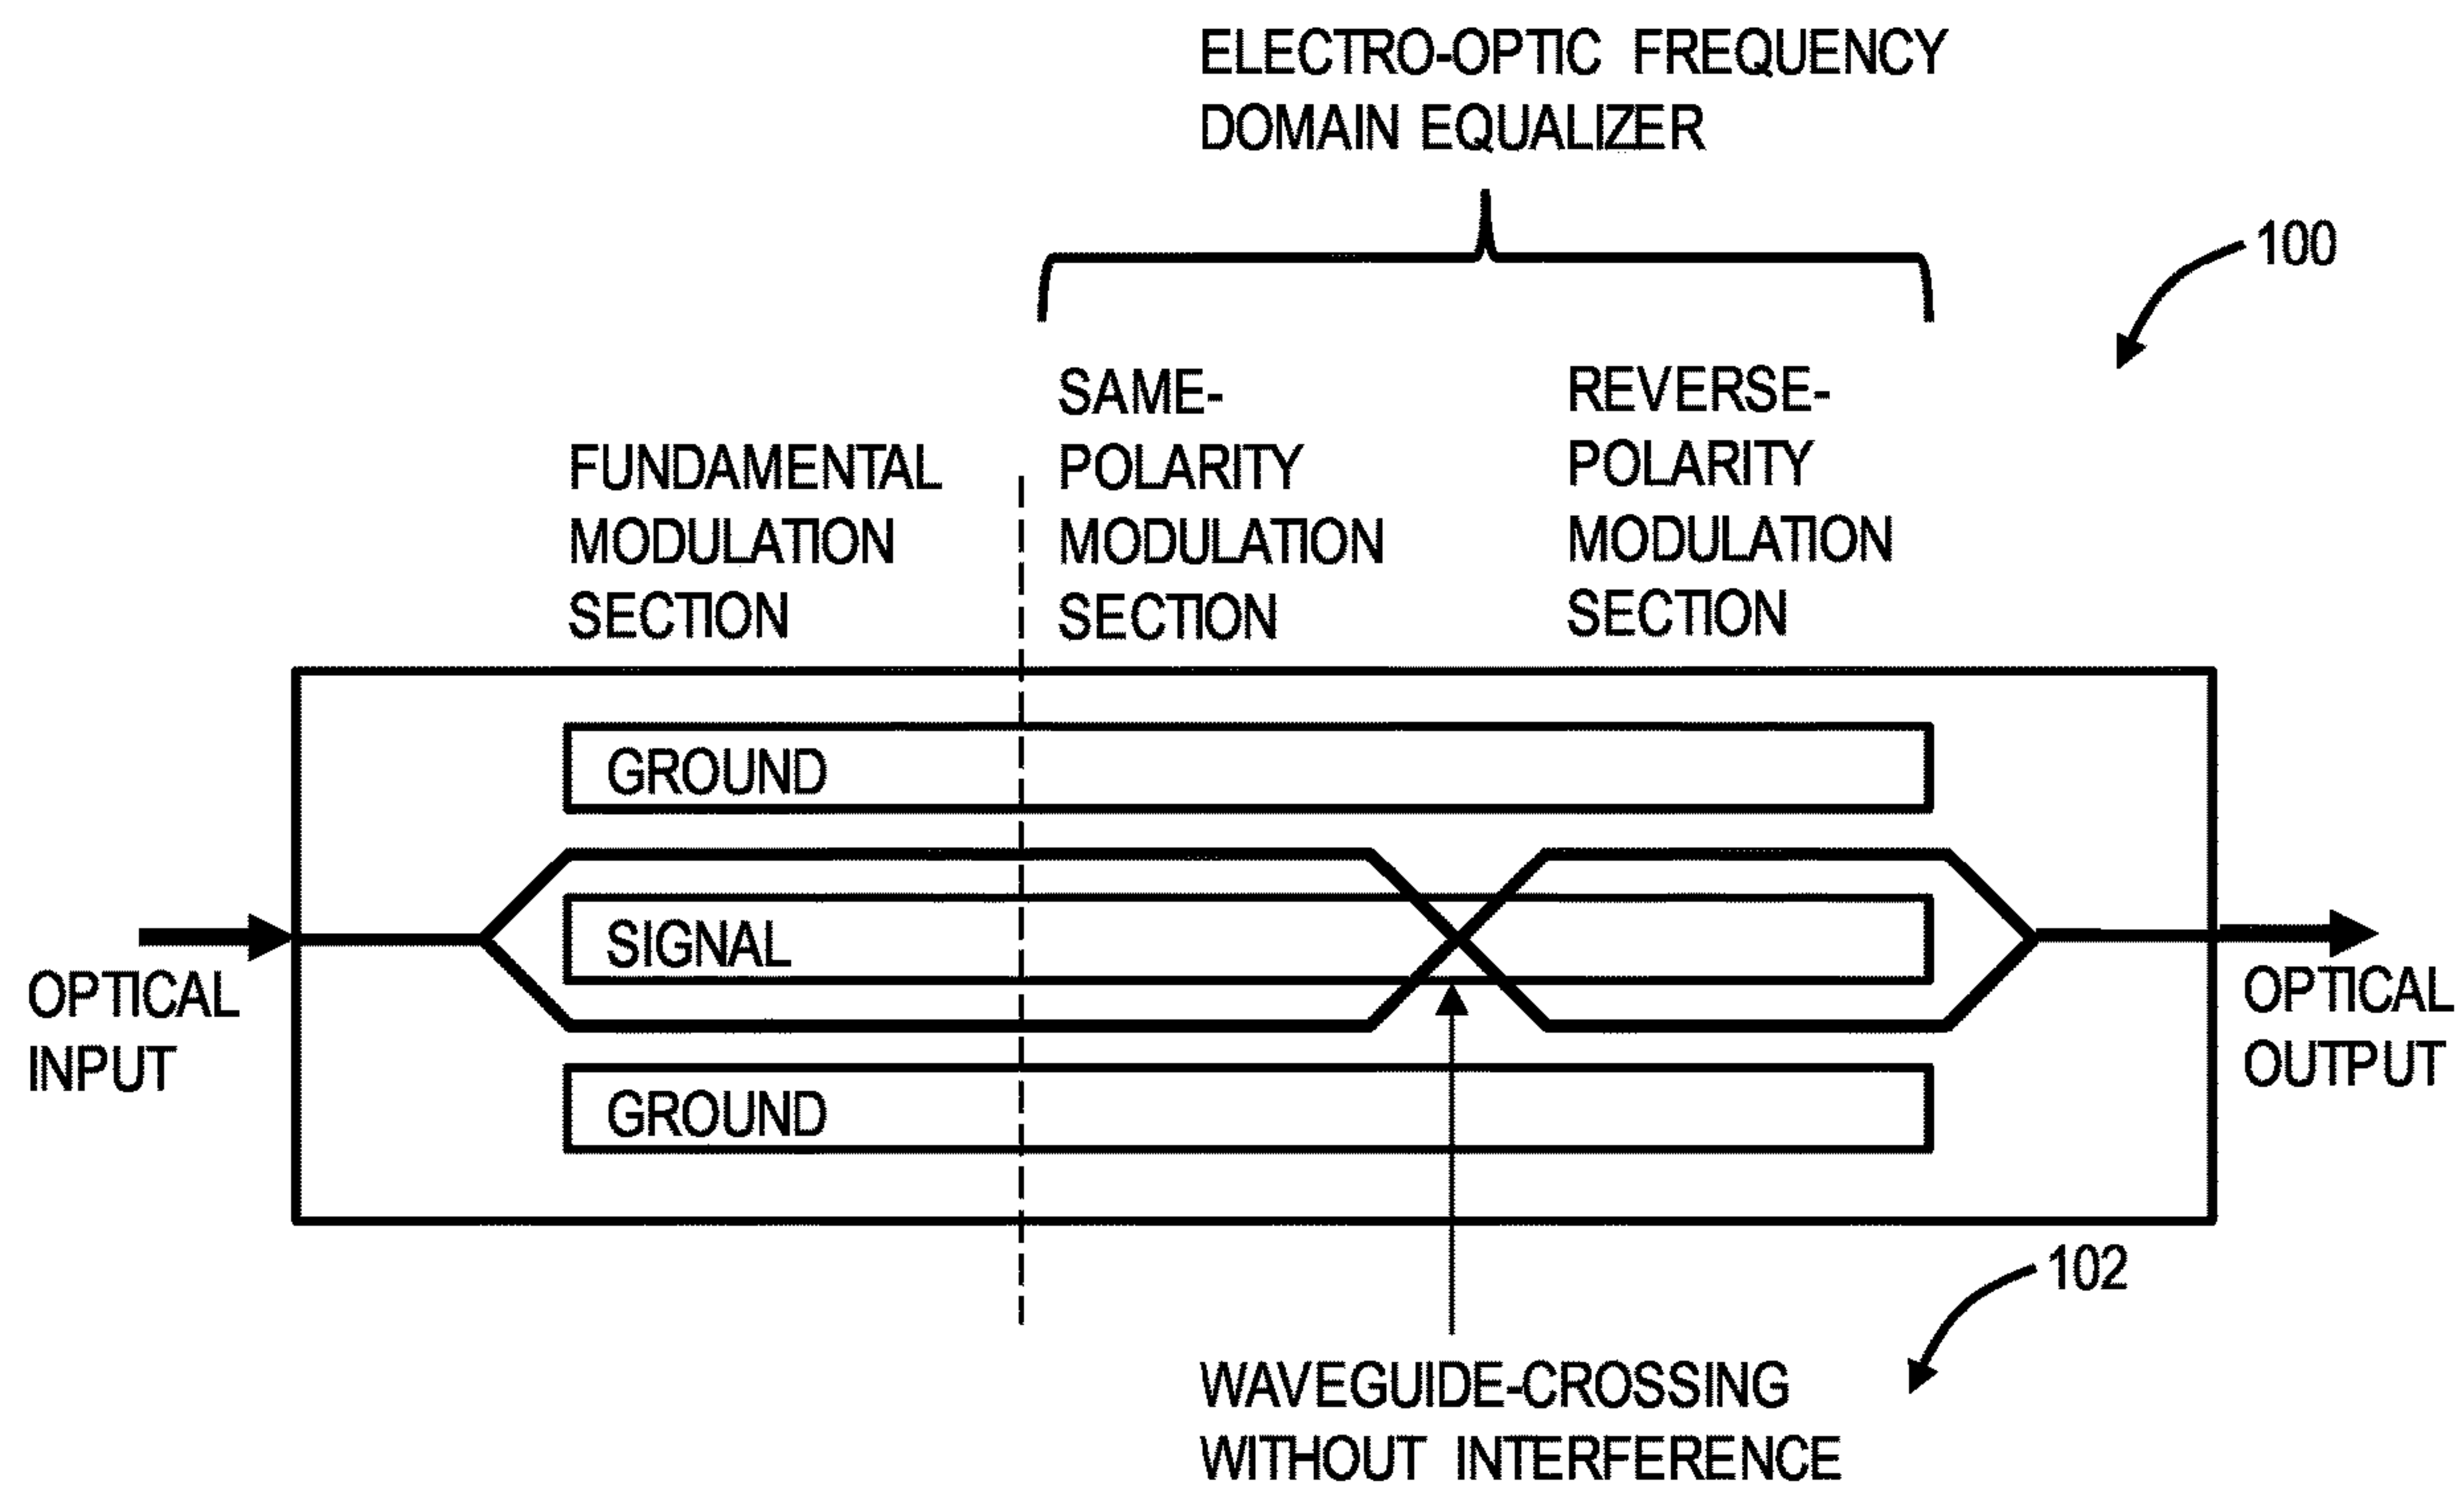 ELECTRO-OPTIC FREQUENCY
DOMAIN EQUALIZER
100
FUNDAMENTAL
MODULATION
SECTION
SAME-
POLARITY
MODULATION
SECTION
REVERSE-
POLARITY
MODULATION
SECTION
GROUND
SIGNAL
GROUND
OPTICAL
INPUT
OPTICAL
OUTPUT
102
WAVEGUIDE-CROSSING
WITHOUT INTERFERENCE